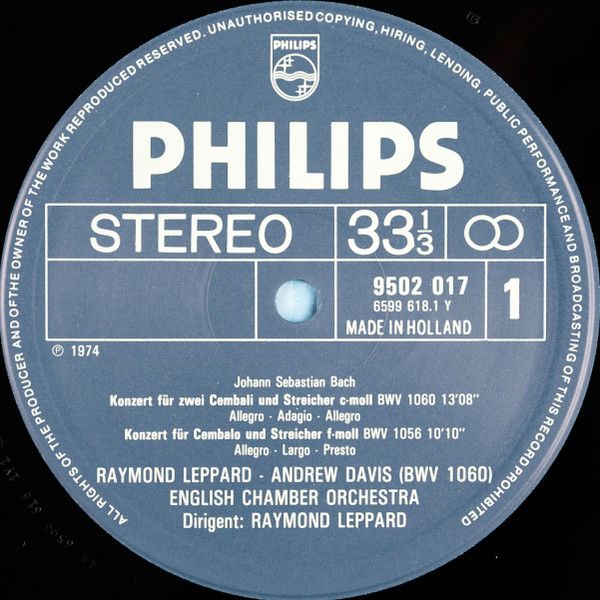 ALL RIGHTS OF THE PRODUCER AND OF THE OWNER OF THE WORK REPRODUCED RESERVED. UNAUTHORISED COPYING, HIRING, LENDING, PUBLIC PERFORMANCE AND BROADCASTING OF THIS RECORD PROHIBITED
PHILIPS
PHILIPS
STEREO 33 1/3
9502 017
6599 618.1 Y
MADE IN HOLLAND
1
℗ 1974
Johann Sebastian Bach
Konzert für zwei Cembali und Streicher c-moll BWV 1060 13'08"
Allegro · Adagio · Allegro
Konzert für Cembalo und Streicher f-moll BWV 1056 10'10"
Allegro · Largo · Presto
RAYMOND LEPPARD · ANDREW DAVIS (BWV 1060)
ENGLISH CHAMBER ORCHESTRA
Dirigent: RAYMOND LEPPARD